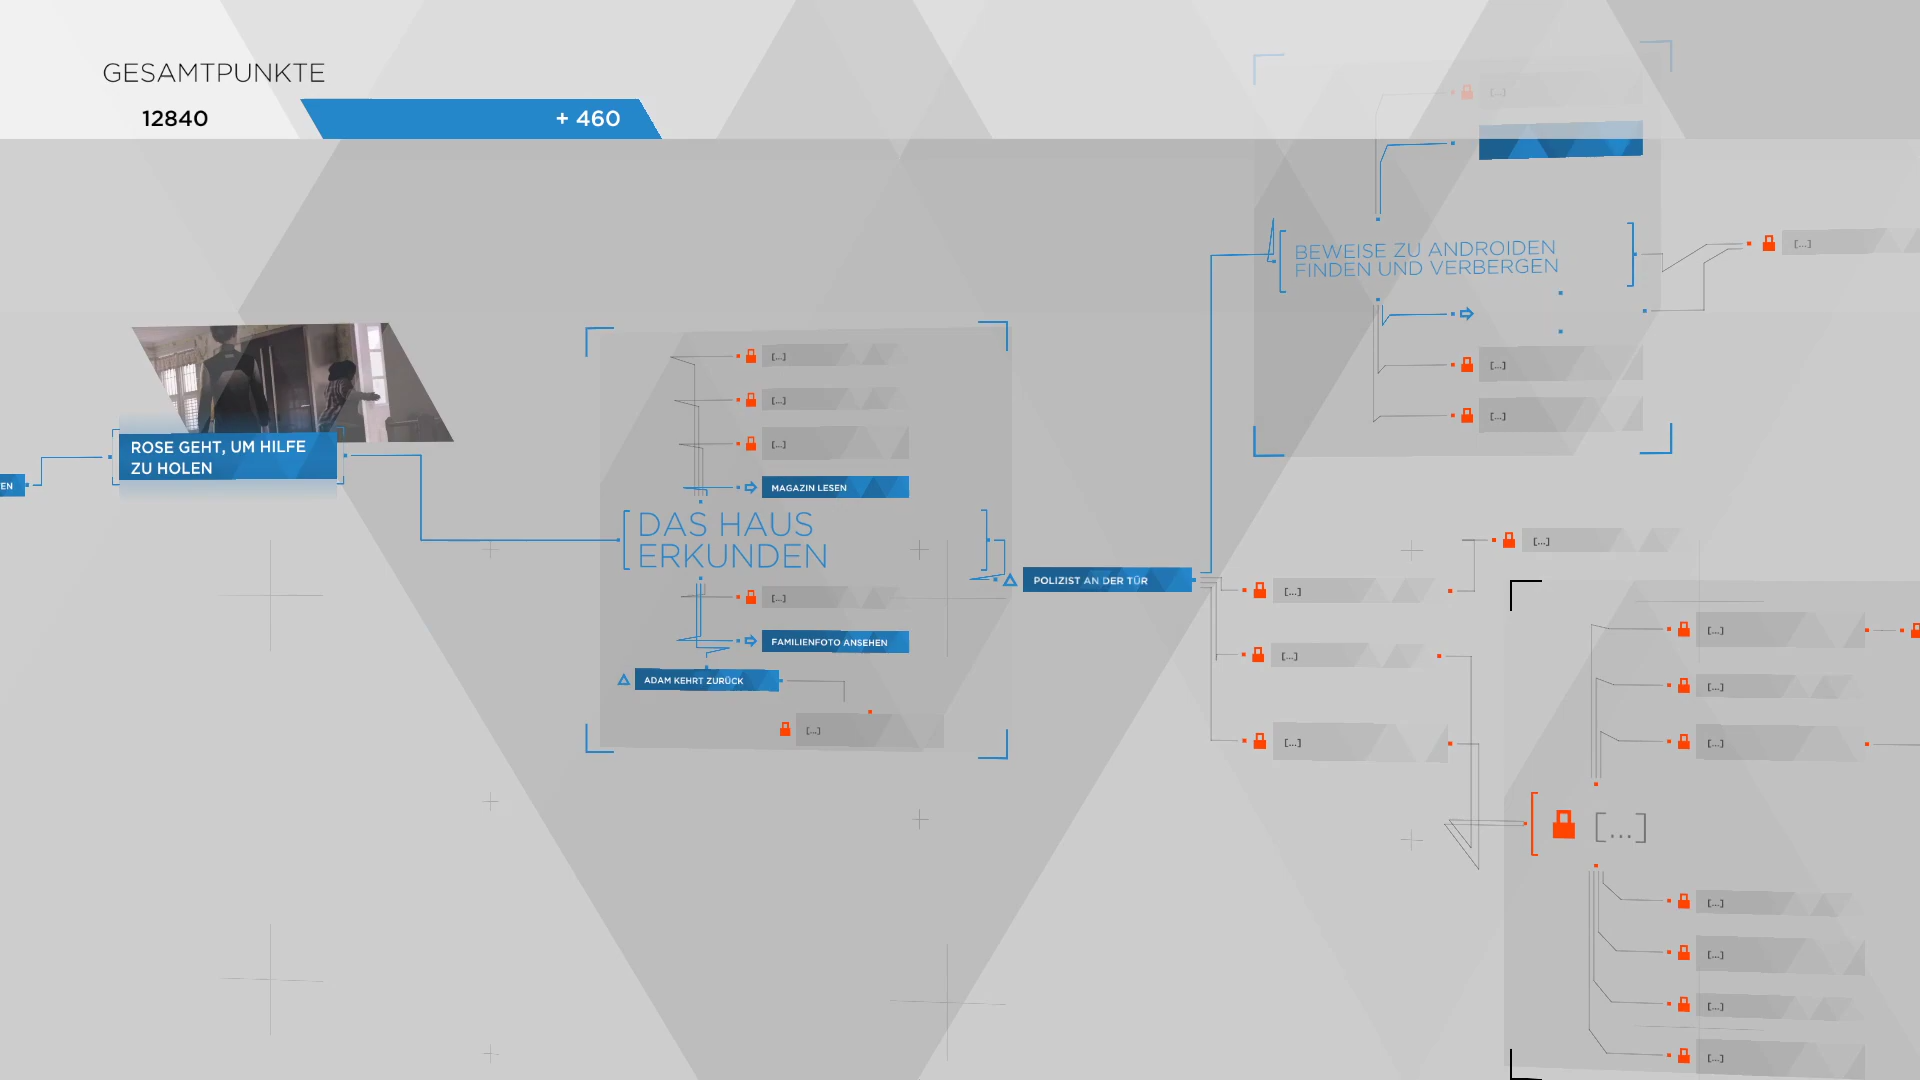 GESAMTPUNKTE
12840
+ 460
[...]
BEWEISE ZU ANDROIDEN
FINDEN UND VERBERGEN
[...]
[...]
[...]
EN
ROSE GEHT, UM HILFE
ZU HOLEN
[...]
[...]
[...]
MAGAZIN LESEN
DAS HAUS
ERKUNDEN
[...]
FAMILIENFOTO ANSEHEN
ADAM KEHRT ZURÜCK
[...]
POLIZIST AN DER TÜR
[...]
[...]
[...]
[...]
[...]
[...]
[...]
[...]
[...]
[...]
[...]
[...]